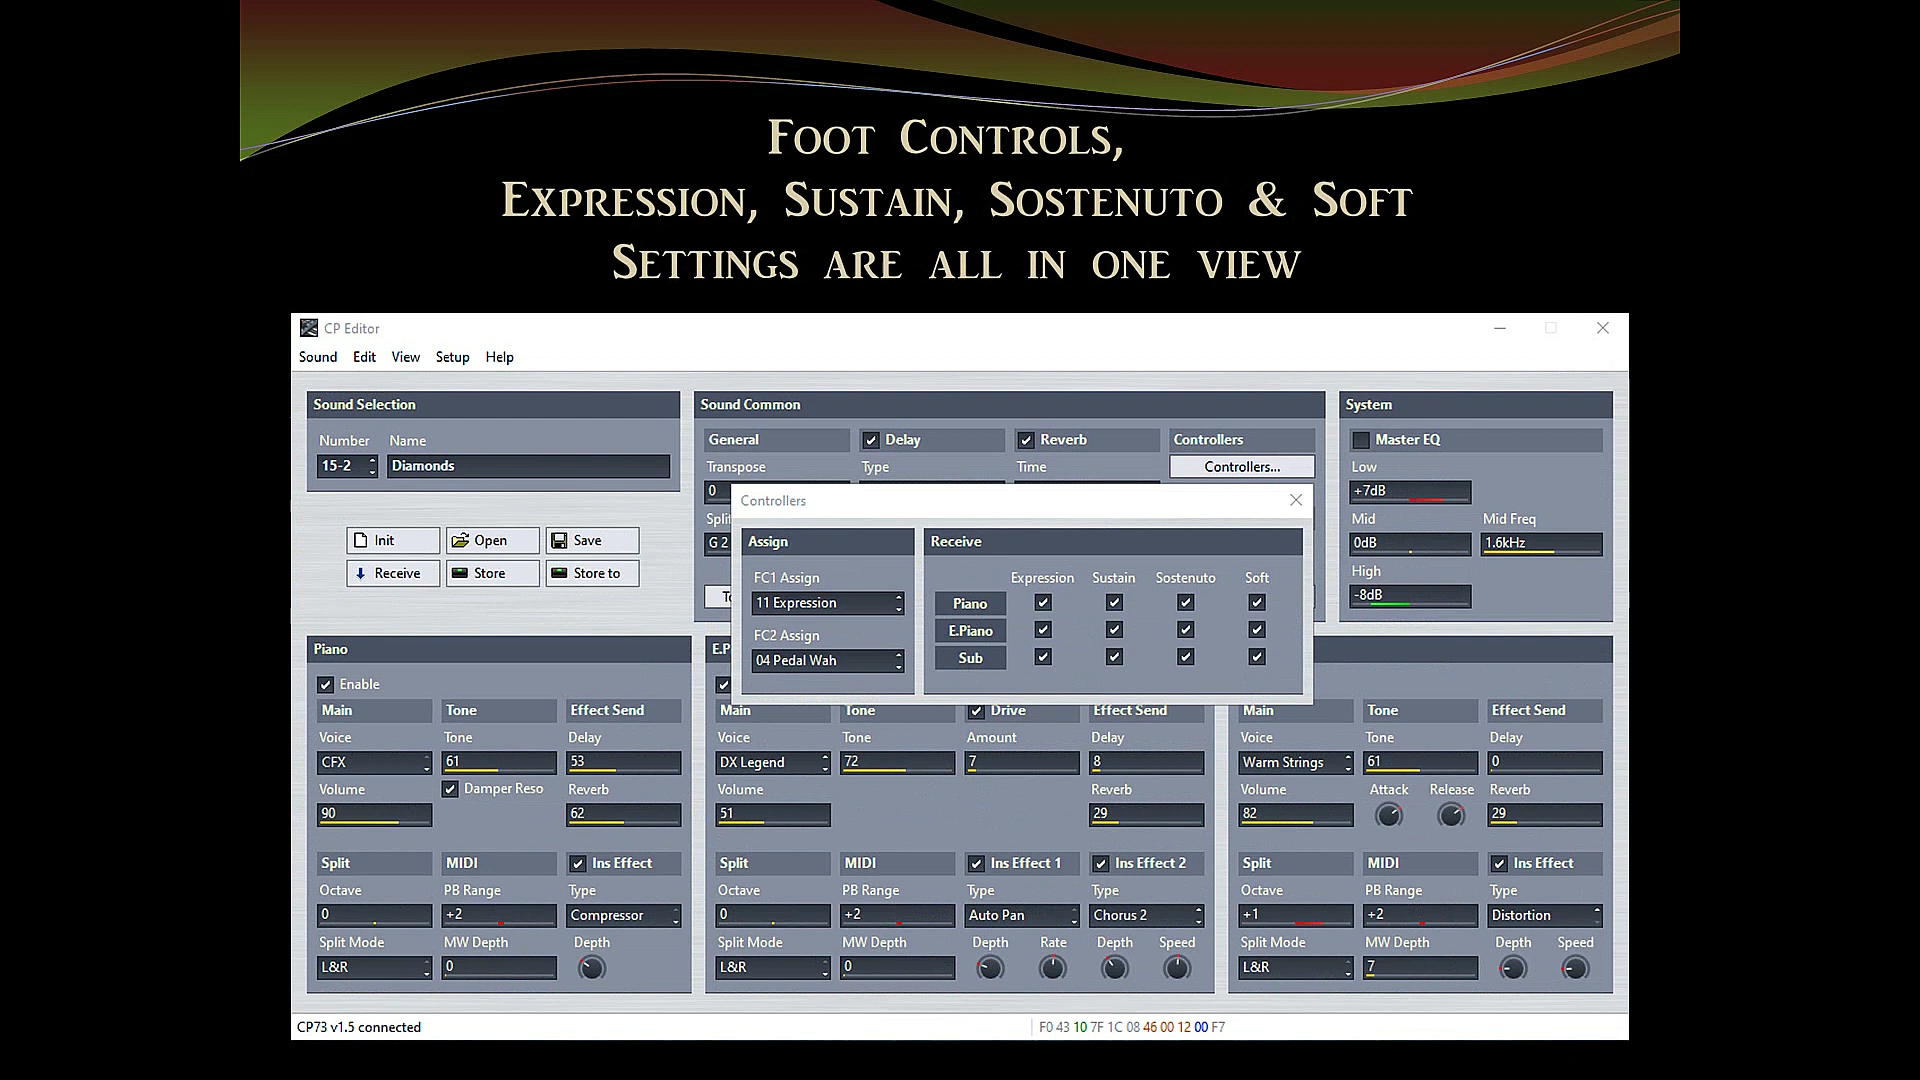 FOOT CONTROLS,
EXPRESSION, SUSTAIN, SOSTENUTO & SOFT
SETTINGS ARE ALL IN ONE VIEW
CP Editor
Sound Edit View Setup Help
Sound Selection
Number Name
15-2 Diamonds
Init Open Save
Receive Store Store to
Sound Common
General Delay Reverb Controllers
Transpose Type Time Controllers...
0
G 2
System
Master EQ
Low
+7dB
Mid Mid Freq
0dB 1.6kHz
High
-8dB
Controllers
Assign
FC1 Assign
11 Expression
FC2 Assign
04 Pedal Wah
Receive
Expression Sustain Sostenuto Soft
Piano
E.Piano
Sub
Piano
Enable
Main Tone Effect Send
Voice Tone Delay
CFX 61 53
Volume Damper Reso Reverb
90 62
Split MIDI Ins Effect
Octave PB Range Type
0 +2 Compressor
Split Mode MW Depth Depth
L&R 0
Main Tone Drive Effect Send
Voice Tone Amount Delay
DX Legend 72 7 8
Volume Reverb
51 29
Split MIDI Ins Effect 1 Ins Effect 2
Octave PB Range Type Type
0 +2 Auto Pan Chorus 2
Split Mode MW Depth Depth Rate Depth Speed
L&R 0
Main Tone Effect Send
Voice Tone Delay
Warm Strings 61 0
Volume Attack Release Reverb
82 29
Split MIDI Ins Effect
Octave PB Range Type
+1 +2 Distortion
Split Mode MW Depth Depth Speed
L&R 7
CP73 v1.5 connected
F0 43 10 7F 1C 08 46 00 12 00 F7